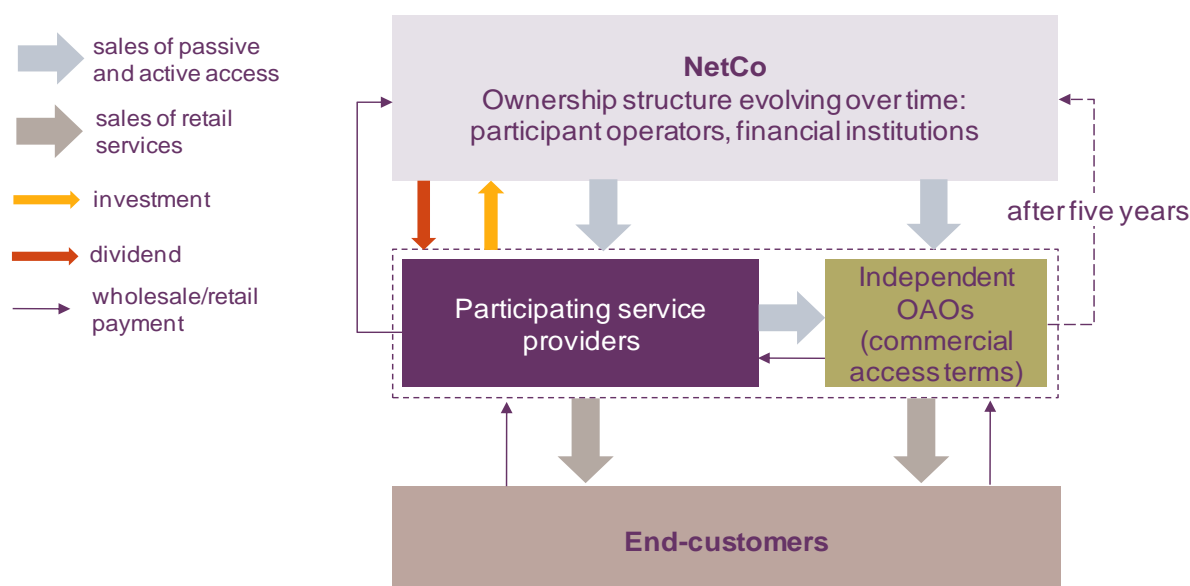 sales of passive
and active access
sales of retail
services
investment
dividend
wholesale/retail
payment
NetCo
Ownership structure evolving over time:
participant operators, financial institutions
after five years
Participating service
providers
Independent
OAOs
(commercial
access terms)
End-customers